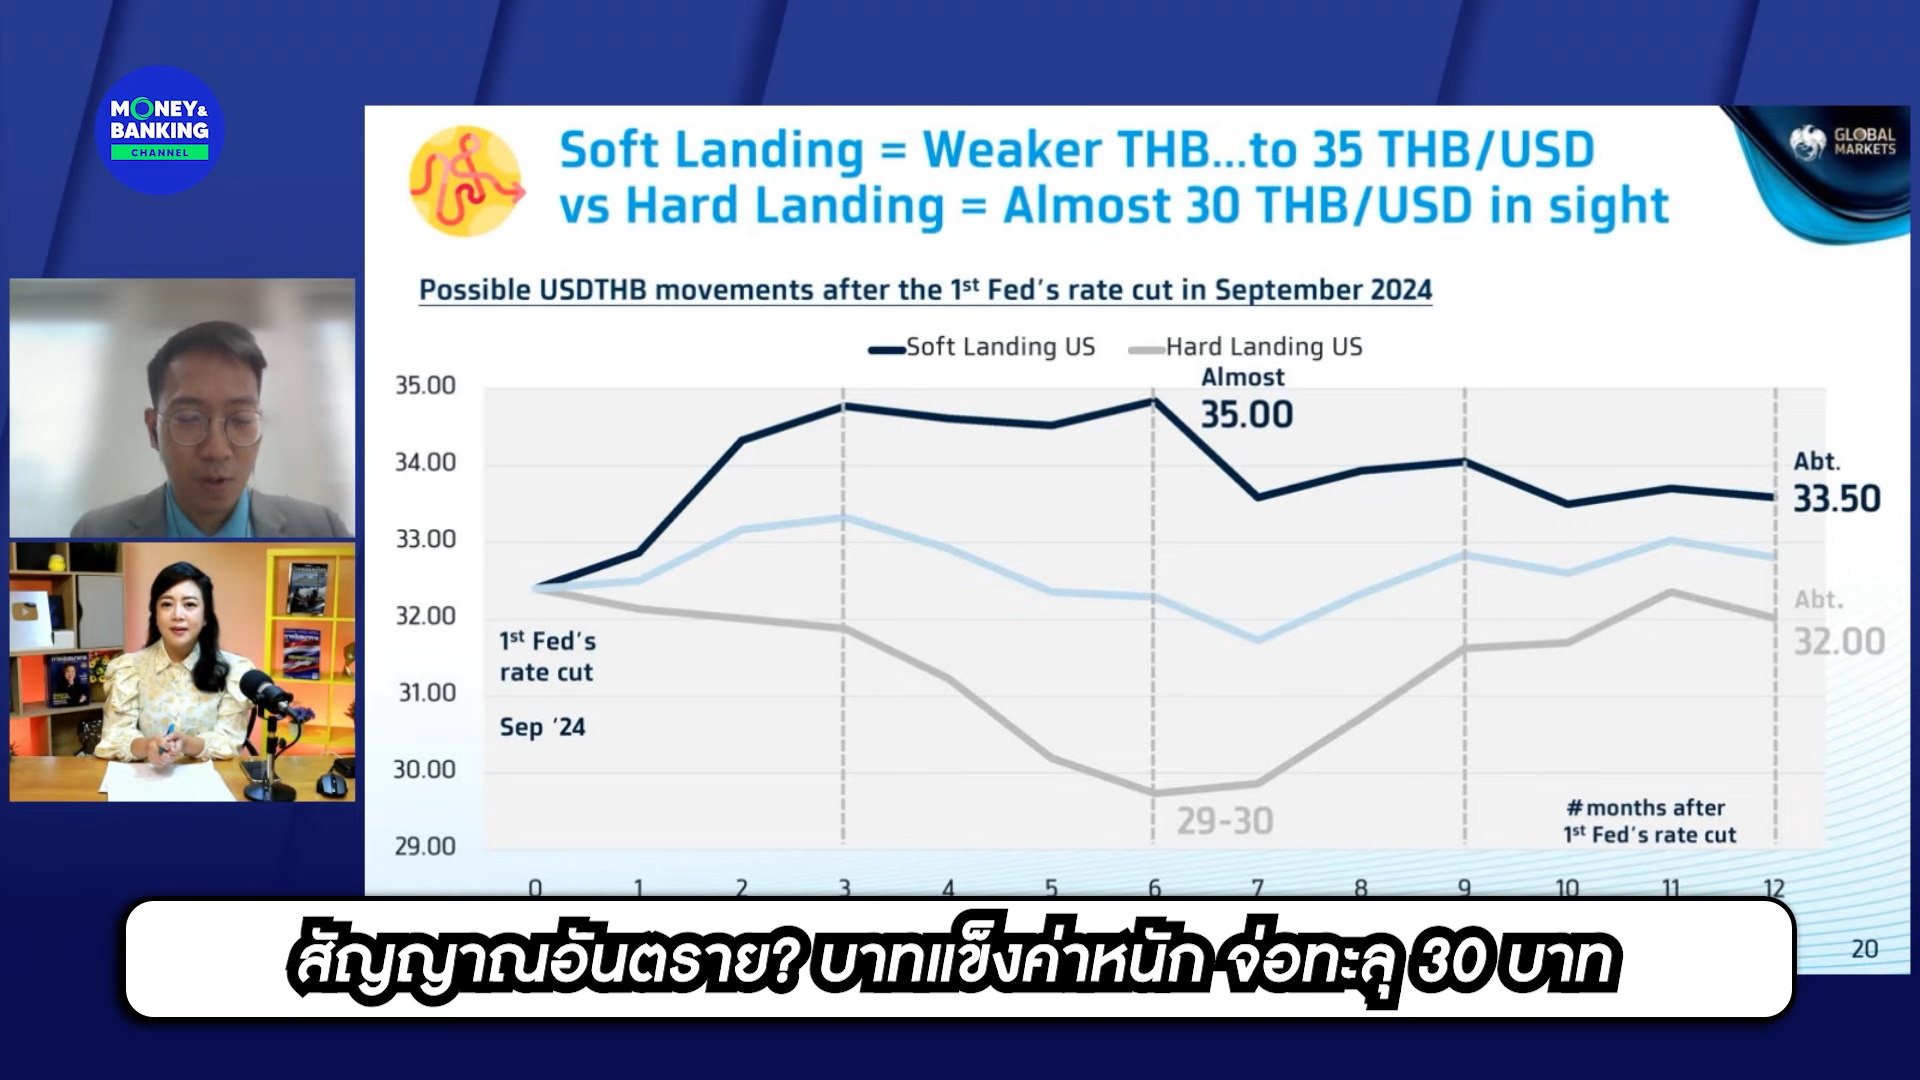 MONEY&
BANKING
CHANNEL
Soft Landing = Weaker THB...to 35 THB/USD
vs Hard Landing = Almost 30 THB/USD in sight
GLOBAL
MARKETS
Possible USDTHB movements after the 1st Fed's rate cut in September 2024
Soft Landing US
Hard Landing US
35.00
34.00
33.00
32.00
31.00
30.00
29.00
Almost
35.00
Abt.
33.50
Abt.
32.00
1st Fed's
rate cut
Sep '24
29-30
# months after
1st Fed's rate cut
0 1 2 3 4 5 6 7 8 9 10 11 12
20
สัญญาณอันตราย? บาทแข็งค่าหนัก จ่อทะลุ 30 บาท